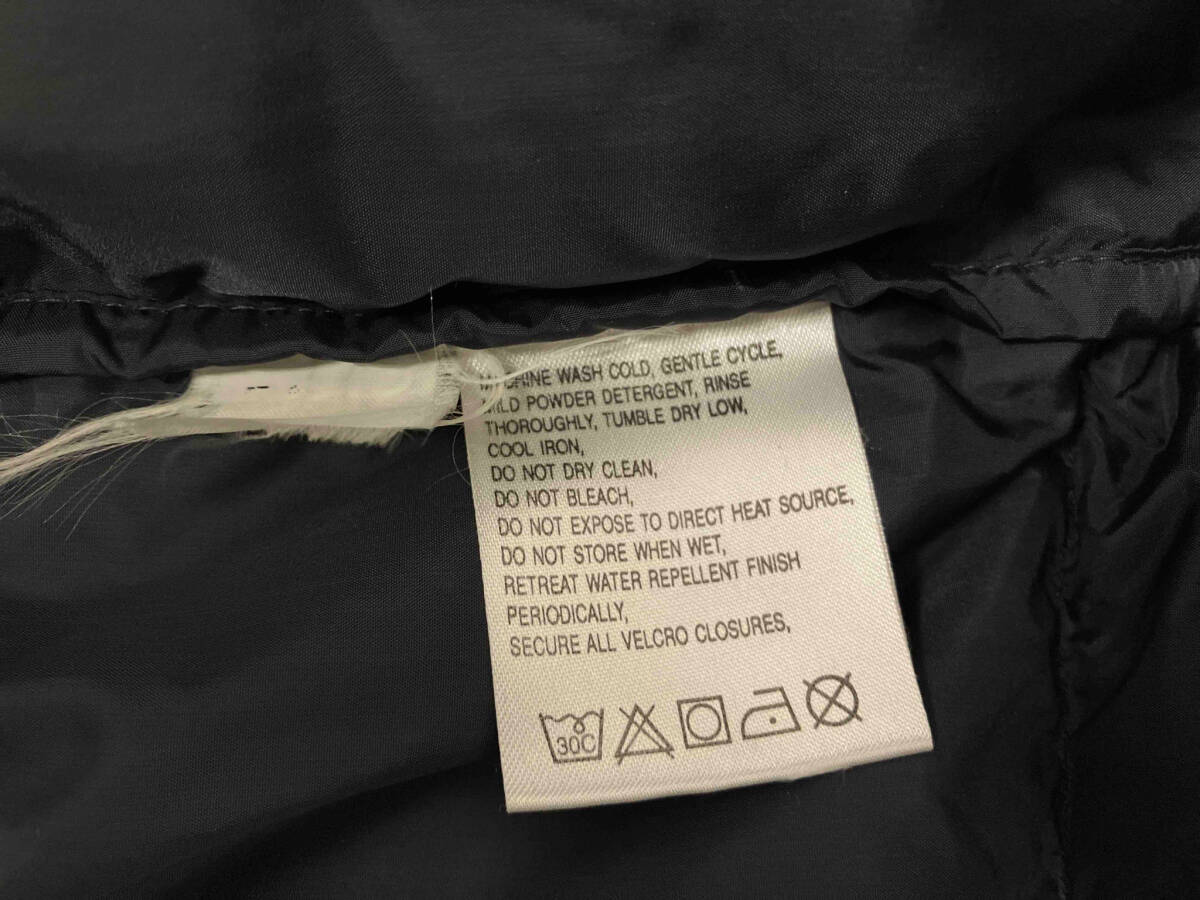 MACHINE WASH COLD, GENTLE CYCLE,
MILD POWDER DETERGENT, RINSE
THOROUGHLY, TUMBLE DRY LOW,
COOL IRON,
DO NOT DRY CLEAN,
DO NOT BLEACH,
DO NOT EXPOSE TO DIRECT HEAT SOURCE,
DO NOT STORE WHEN WET,
RETREAT WATER REPELLENT FINISH
PERIODICALLY,
SECURE ALL VELCRO CLOSURES,
30C